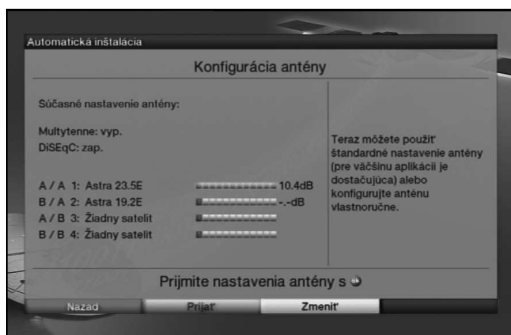 Automatická inštalácia
Konfigurácia antény
Súčasné nastavenie antény:
Multytenne: vyp.
DiSEqC: zap.
A / A 1: Astra 23.5E 10.4dB
B / A 2: Astra 19.2E -.-dB
A / B 3: Žiadny satelit
B / B 4: Žiadny satelit
Teraz môžete použiť
štandardné nastavenie antény
(pre väčšinu aplikácií je
dostačujúca) alebo
konfigurujte anténu
vlastnoručne.
Prijmite nastavenia antény s
Nazad Prijať Zmeniť